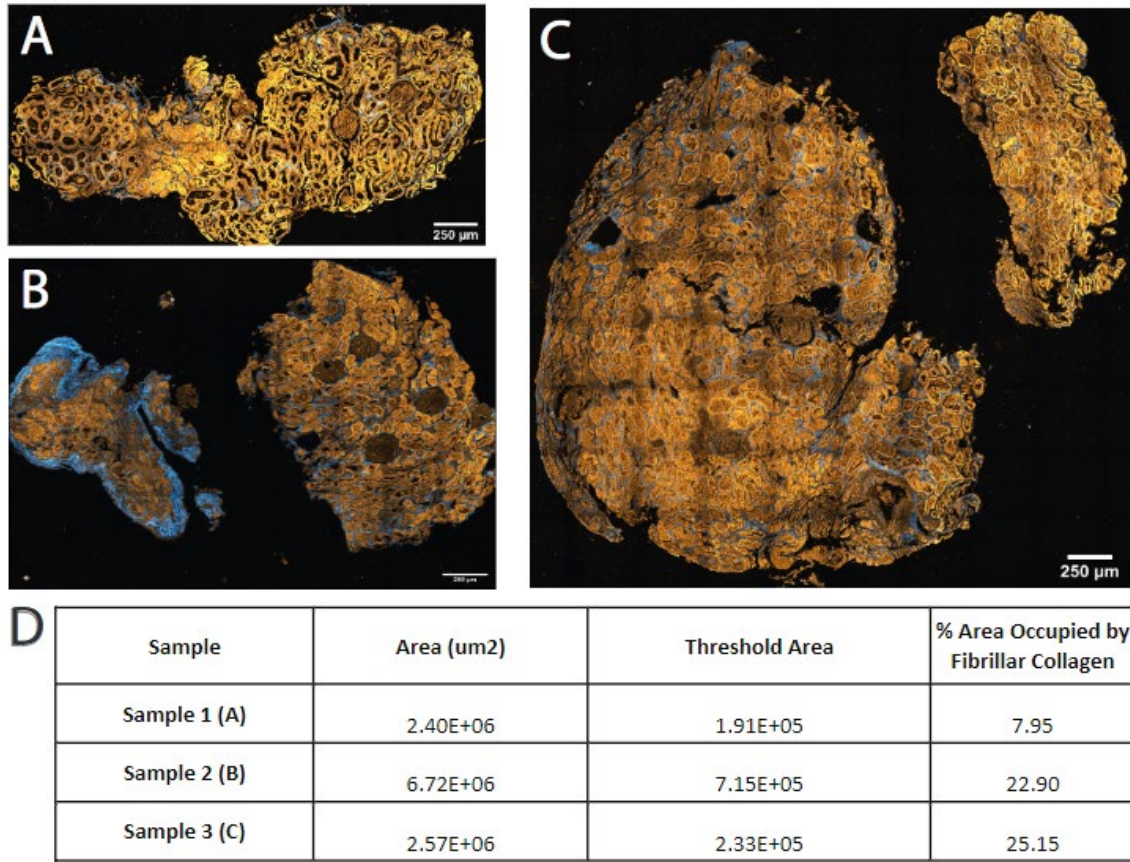 A
250 µm
B
250 µm
C
250 µm
D
Sample Area (um2) Threshold Area % Area Occupied by
Fibrillar Collagen
Sample 1 (A) 2.40E+06 1.91E+05 7.95
Sample 2 (B) 6.72E+06 7.15E+05 22.90
Sample 3 (C) 2.57E+06 2.33E+05 25.15